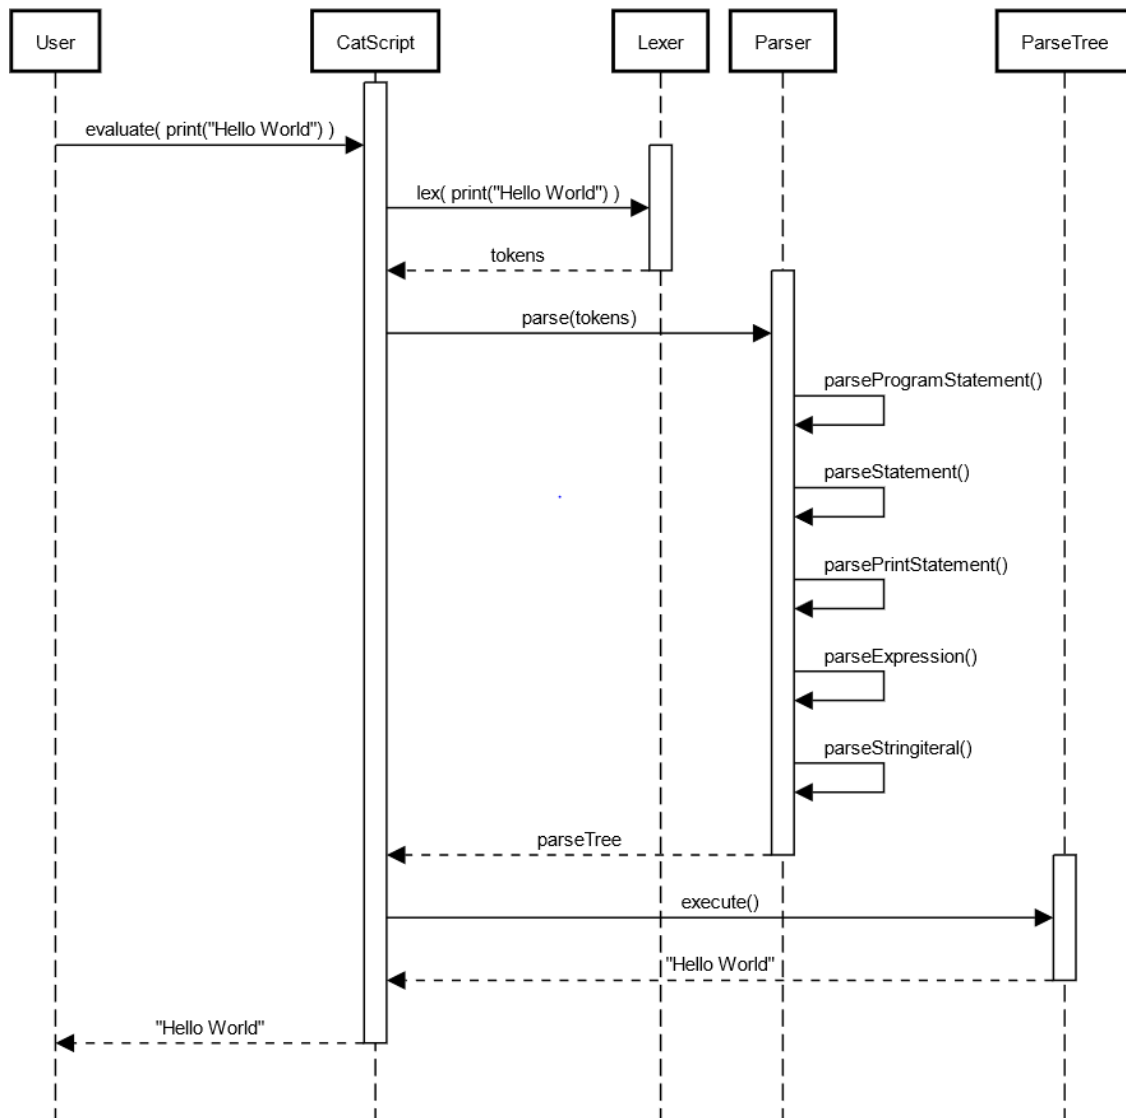 User
CatScript
Lexer
Parser
ParseTree
evaluate( print("Hello World") )
lex( print("Hello World") )
tokens
parse(tokens)
parseProgramStatement()
parseStatement()
parsePrintStatement()
parseExpression()
parseStringiteral()
parseTree
execute()
"Hello World"
"Hello World"